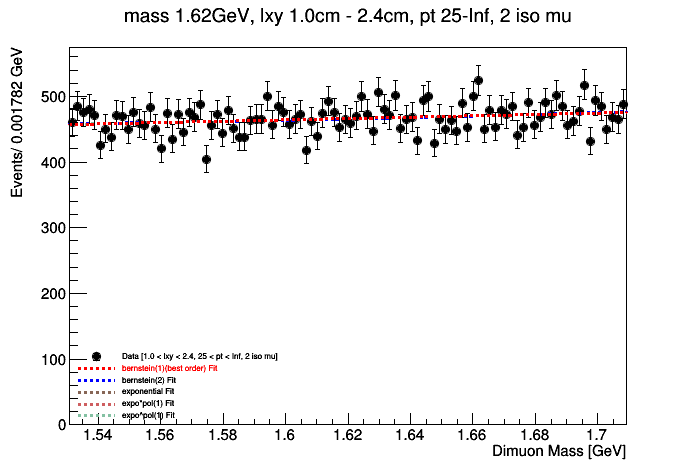 mass 1.62GeV, lxy 1.0cm - 2.4cm, pt 25-Inf, 2 iso mu
Events/ 0.001782 GeV
500
400
300
200
100
0
Data [1.0 < lxy < 2.4, 25 < pt < Inf, 2 iso mu]
bernstein(1)(best order) Fit
bernstein(2) Fit
exponential Fit
expo*pol(1) Fit
expo^pol(1) Fit
1.54 1.56 1.58 1.6 1.62 1.64 1.66 1.68 1.7
Dimuon Mass [GeV]